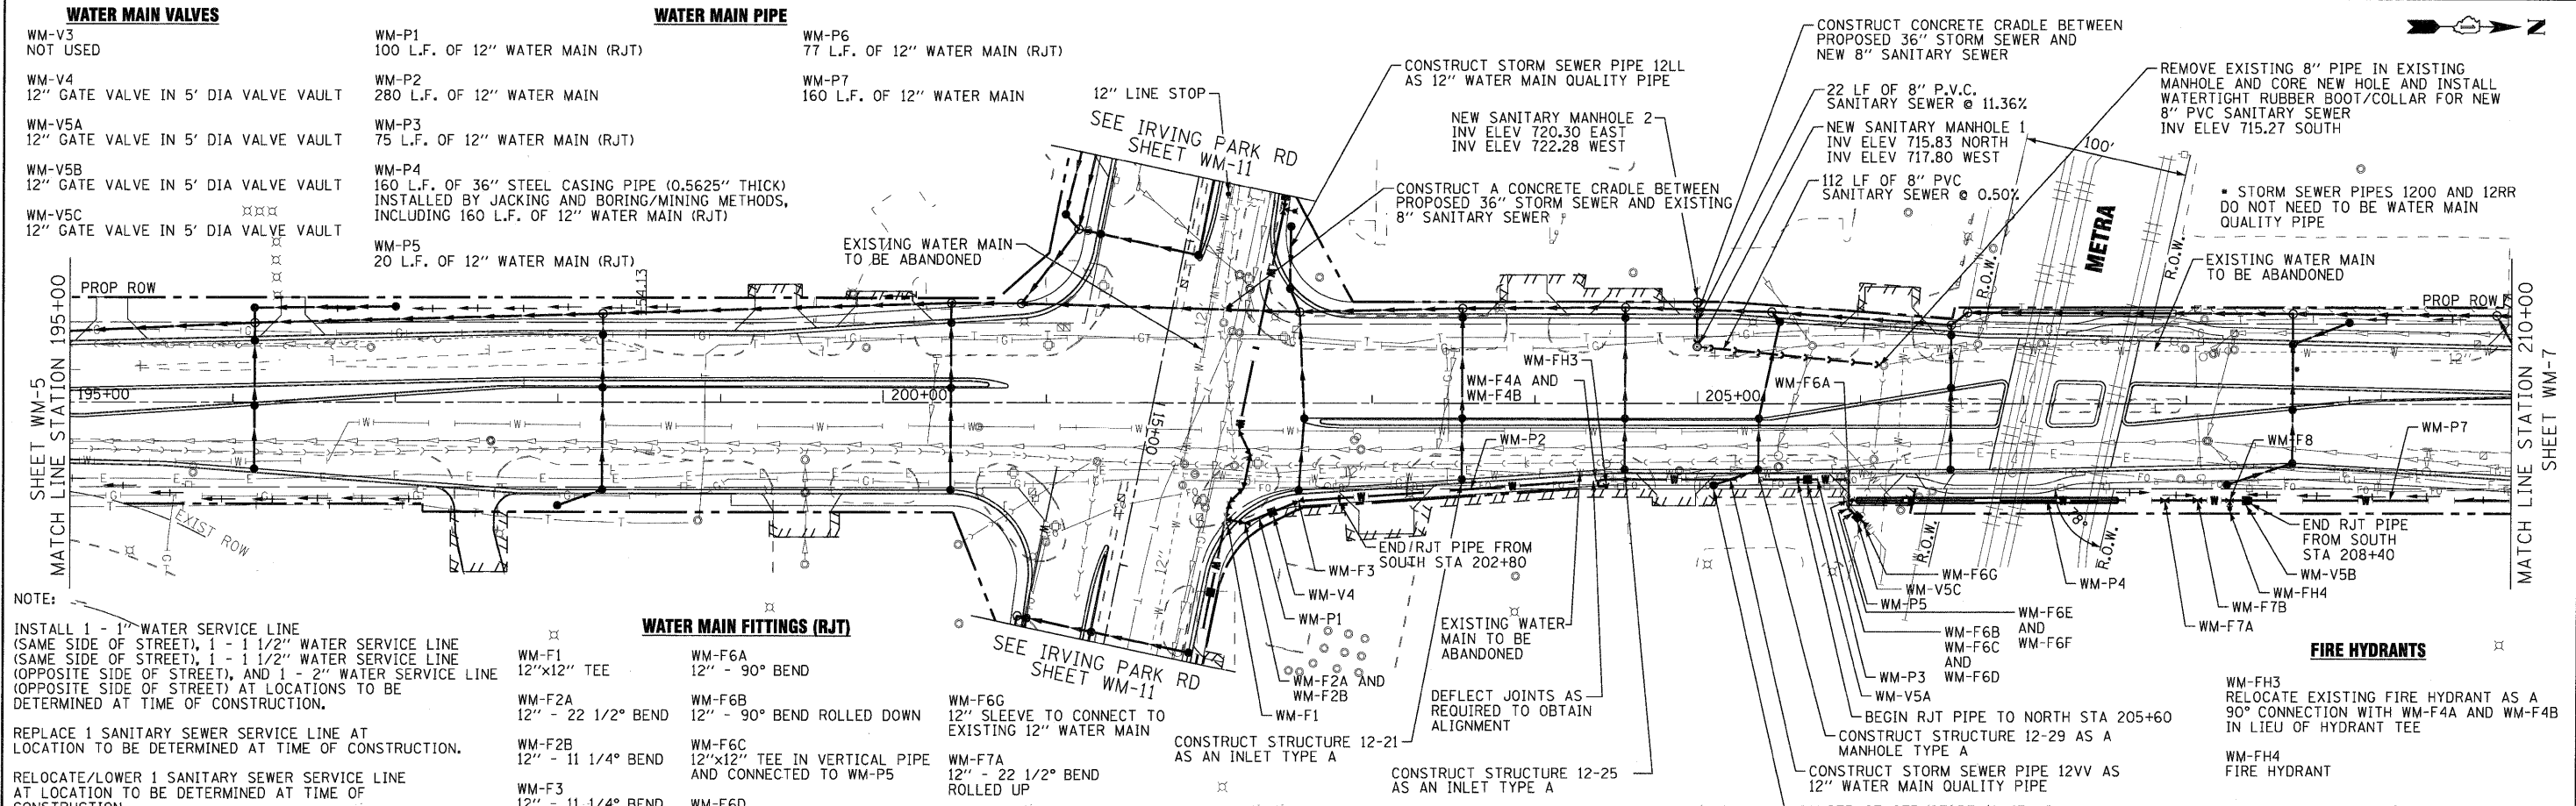 WATER MAIN VALVES
WM-V3
NOT USED
WM-V4
12" GATE VALVE IN 5' DIA VALVE VAULT
WM-V5A
12" GATE VALVE IN 5' DIA VALVE VAULT
WM-V5B
12" GATE VALVE IN 5' DIA VALVE VAULT
WM-V5C
12" GATE VALVE IN 5' DIA VALVE VAULT
WATER MAIN PIPE
WM-P1
100 L.F. OF 12" WATER MAIN (RJT)
WM-P2
280 L.F. OF 12" WATER MAIN
WM-P3
75 L.F. OF 12" WATER MAIN (RJT)
WM-P4
160 L.F. OF 36" STEEL CASING PIPE (0.5625" THICK)
INSTALLED BY JACKING AND BORING/MINING METHODS,
INCLUDING 160 L.F. OF 12" WATER MAIN (RJT)
WM-P5
20 L.F. OF 12" WATER MAIN (RJT)
WM-P6
77 L.F. OF 12" WATER MAIN (RJT)
WM-P7
160 L.F. OF 12" WATER MAIN
12" LINE STOP
SEE IRVING PARK RD
SHEET WM-11
EXISTING WATER MAIN
TO BE ABANDONED
CONSTRUCT STORM SEWER PIPE 12LL
AS 12" WATER MAIN QUALITY PIPE
NEW SANITARY MANHOLE 2
INV ELEV 720.30 EAST
INV ELEV 722.28 WEST
CONSTRUCT A CONCRETE CRADLE BETWEEN
PROPOSED 36" STORM SEWER AND EXISTING
8" SANITARY SEWER
CONSTRUCT CONCRETE CRADLE BETWEEN
PROPOSED 36" STORM SEWER AND
NEW 8" SANITARY SEWER
22 LF OF 8" P.V.C.
SANITARY SEWER @ 11.36%
NEW SANITARY MANHOLE 1
INV ELEV 715.83 NORTH
INV ELEV 717.80 WEST
112 LF OF 8" PVC
SANITARY SEWER @ 0.50%
N
REMOVE EXISTING 8" PIPE IN EXISTING
MANHOLE AND CORE NEW HOLE AND INSTALL
WATERTIGHT RUBBER BOOT/COLLAR FOR NEW
8" PVC SANITARY SEWER
INV ELEV 715.27 SOUTH
100'
METRA
R.O.W.
R.O.W.
* STORM SEWER PIPES 12OO AND 12RR
DO NOT NEED TO BE WATER MAIN
QUALITY PIPE
EXISTING WATER MAIN
TO BE ABANDONED
PROP ROW
PROP ROW
54.13
SHEET WM-5
MATCH LINE STATION 195+00
195+00
200+00
15+00
205+00
MATCH LINE STATION 210+00
SHEET WM-7
WM-FH3
WM-F4A AND
WM-F4B
WM-P2
WM-F6A
WM-F8
WM-P7
EXIST ROW
END RJT PIPE FROM
SOUTH STA 202+80
WM-F3
WM-V4
WM-P1
WM-F2A AND
WM-F2B
WM-F1
SEE IRVING PARK RD
SHEET WM-11
EXISTING WATER
MAIN TO BE
ABANDONED
DEFLECT JOINTS AS
REQUIRED TO OBTAIN
ALIGNMENT
CONSTRUCT STRUCTURE 12-21
AS AN INLET TYPE A
CONSTRUCT STRUCTURE 12-25
AS AN INLET TYPE A
WM-F6G
WM-V5C
WM-P5
WM-F6E
AND
WM-F6F
WM-F6B
WM-F6C
AND
WM-F6D
WM-P3
WM-V5A
BEGIN RJT PIPE TO NORTH STA 205+60
CONSTRUCT STRUCTURE 12-29 AS A
MANHOLE TYPE A
CONSTRUCT STORM SEWER PIPE 12VV AS
12" WATER MAIN QUALITY PIPE
R.O.W.
78°
R.O.W.
WM-P4
END RJT PIPE
FROM SOUTH
STA 208+40
WM-V5B
WM-FH4
WM-F7B
WM-F7A
NOTE:
INSTALL 1 - 1" WATER SERVICE LINE
(SAME SIDE OF STREET), 1 - 1 1/2" WATER SERVICE LINE
(SAME SIDE OF STREET), 1 - 1 1/2" WATER SERVICE LINE
(OPPOSITE SIDE OF STREET), AND 1 - 2" WATER SERVICE LINE
(OPPOSITE SIDE OF STREET) AT LOCATIONS TO BE
DETERMINED AT TIME OF CONSTRUCTION.
REPLACE 1 SANITARY SEWER SERVICE LINE AT
LOCATION TO BE DETERMINED AT TIME OF CONSTRUCTION.
RELOCATE/LOWER 1 SANITARY SEWER SERVICE LINE
AT LOCATION TO BE DETERMINED AT TIME OF
CONSTRUCTION
WATER MAIN FITTINGS (RJT)
WM-F1
12"x12" TEE
WM-F2A
12" - 22 1/2° BEND
WM-F2B
12" - 11 1/4° BEND
WM-F3
12" - 11 1/4° BEND
WM-F6A
12" - 90° BEND
WM-F6B
12" - 90° BEND ROLLED DOWN
WM-F6C
12"x12" TEE IN VERTICAL PIPE
AND CONNECTED TO WM-P5
WM-F6D
WM-F6G
12" SLEEVE TO CONNECT TO
EXISTING 12" WATER MAIN
WM-F7A
12" - 22 1/2° BEND
ROLLED UP
FIRE HYDRANTS
WM-FH3
RELOCATE EXISTING FIRE HYDRANT AS A
90° CONNECTION WITH WM-F4A AND WM-F4B
IN LIEU OF HYDRANT TEE
WM-FH4
FIRE HYDRANT